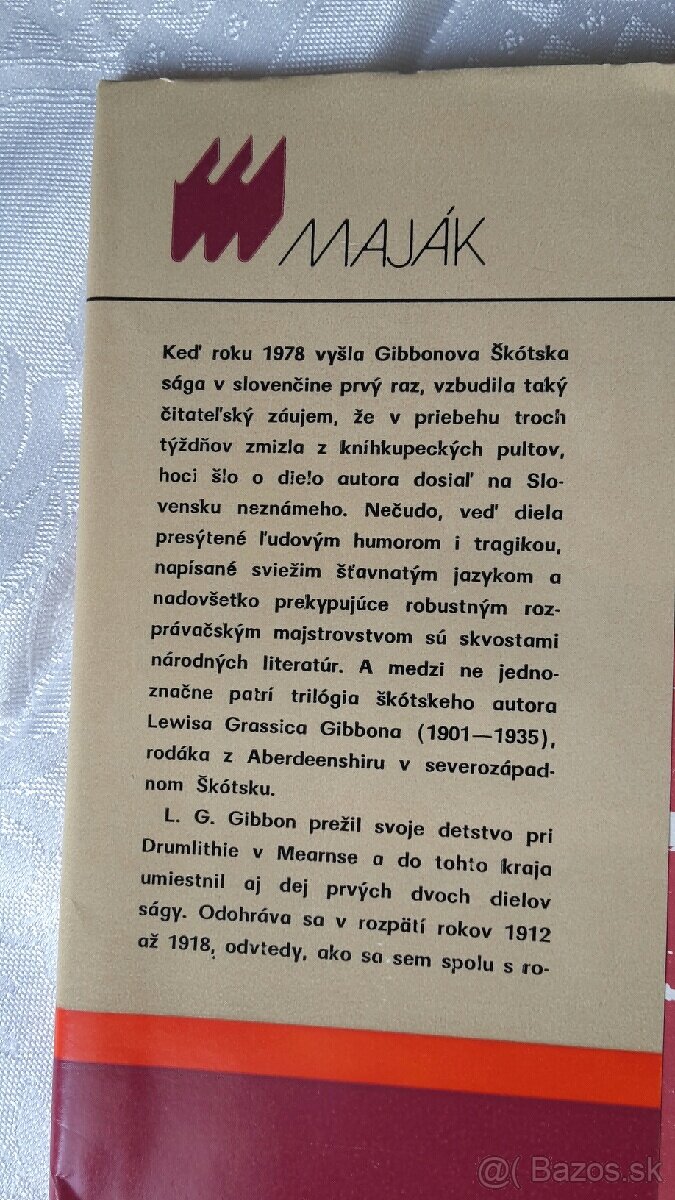 MAJÁK
Keď roku 1978 vyšla Gibbonova Škótska
sága v slovenčine prvý raz, vzbudila taký
čitateľský záujem, že v priebehu troch
týždňov zmizla z kníhkupeckých pultov,
hoci šlo o dielo autora dosiaľ na Slo-
vensku neznámeho. Nečudo, veď diela
presýtené ľudovým humorom i tragikou,
napísané sviežim šťavnatým jazykom a
nadovšetko prekypujúce robustným roz-
právačským majstrovstvom sú skvostami
národných literatúr. A medzi ne jedno-
značne patrí trilógia škótskeho autora
Lewisa Grassica Gibbona (1901—1935),
rodáka z Aberdeenshiru v severozápad-
nom Škótsku.
L. G. Gibbon prežil svoje detstvo pri
Drumlithie v Mearnse a do tohto kraja
umiestnil aj dej prvých dvoch dielov
ságy. Odohráva sa v rozpätí rokov 1912
až 1918, odvtedy, ako sa sem spolu s ro-
@( Bazos.sk